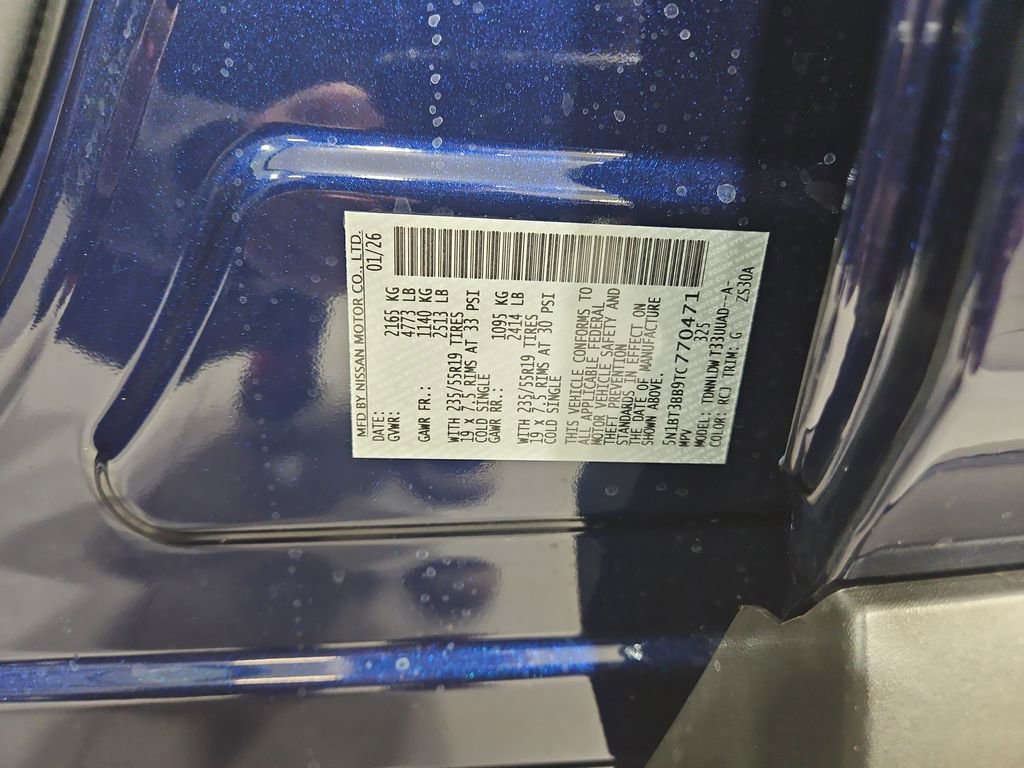 MFD BY NISSAN MOTOR CO., LTD.
DATE: 01/26
GVWR: 2165 KG
4773 LB
GAWR FR.: 1140 KG
2513 LB
WITH 235/55R19 TIRES
19 x 7.5 RIMS AT 33 PSI
COLD SINGLE
GAWR RR.: 1095 KG
2414 LB
WITH 235/55R19 TIRES
19 x 7.5 RIMS AT 30 PSI
COLD SINGLE
THIS VEHICLE CONFORMS TO
ALL APPLICABLE FEDERAL
MOTOR VEHICLE SAFETY AND
THEFT PREVENTION
STANDARDS IN EFFECT ON
THE DATE OF MANUFACTURE
SHOWN ABOVE.
5N1BT3BB9TC770471
MPV 325
MODEL: TDWNNLDWT33UUAD--A-
COLOR: RCJ TRIM: G ZS30A